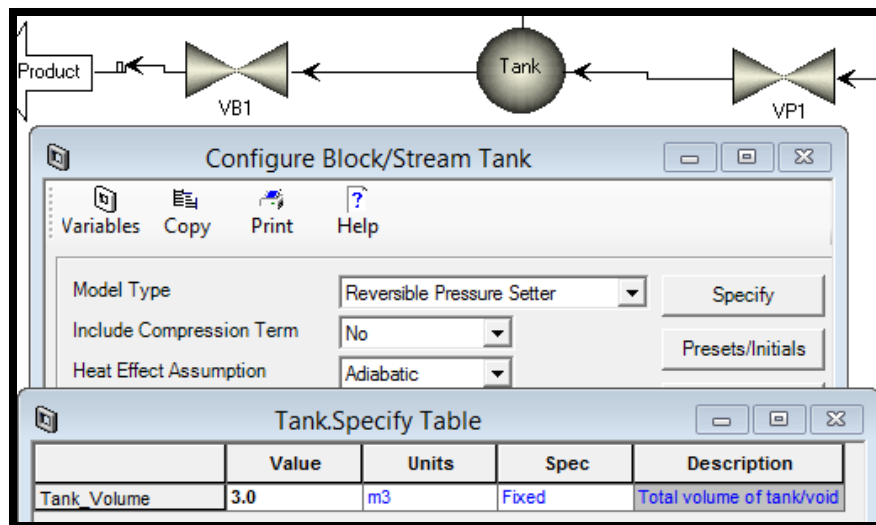 Product
Tank
VB1
VP1
Configure Block/Stream Tank
Variables Copy Print Help
Model Type Reversible Pressure Setter Specify
Include Compression Term No Presets/Initials
Heat Effect Assumption Adiabatic
Tank.Specify Table
Value Units Spec Description
Tank_Volume 3.0 m3 Fixed Total volume of tank/void